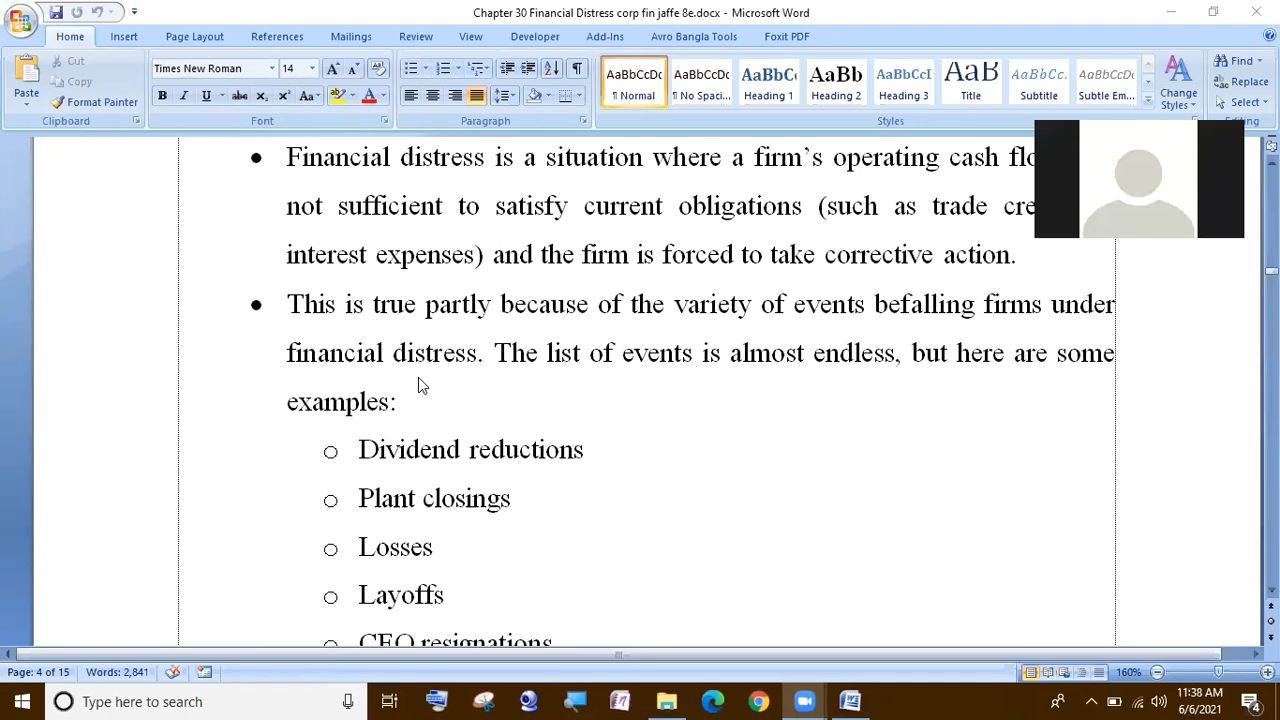 Chapter 30 Financial Distress corp fin jaffe 8e.docx - Microsoft Word
Home Insert Page Layout References Mailings Review View Developer Add-Ins Avro Bangla Tools Foxit PDF
Cut
Copy
Format Painter
Paste
Clipboard
Times New Roman 14
Font
Paragraph
AaBbCcDc AaBbCcDc AaBbC AaBb AaBbCcI AaB AaBbCcI AaBbCcDc
¶ Normal ¶ No Spaci... Heading 1 Heading 2 Heading 3 Title Subtitle Subtle Em...
Change Styles
Styles
Find
Replace
Select
Editing
• Financial distress is a situation where a firm’s operating cash flo
not sufficient to satisfy current obligations (such as trade cre
interest expenses) and the firm is forced to take corrective action.
• This is true partly because of the variety of events befalling firms under
financial distress. The list of events is almost endless, but here are some
examples:
o Dividend reductions
o Plant closings
o Losses
o Layoffs
o CEO resignations
Page: 4 of 15 Words: 2,841 160%
Type here to search
11:38 AM
6/6/2021
4